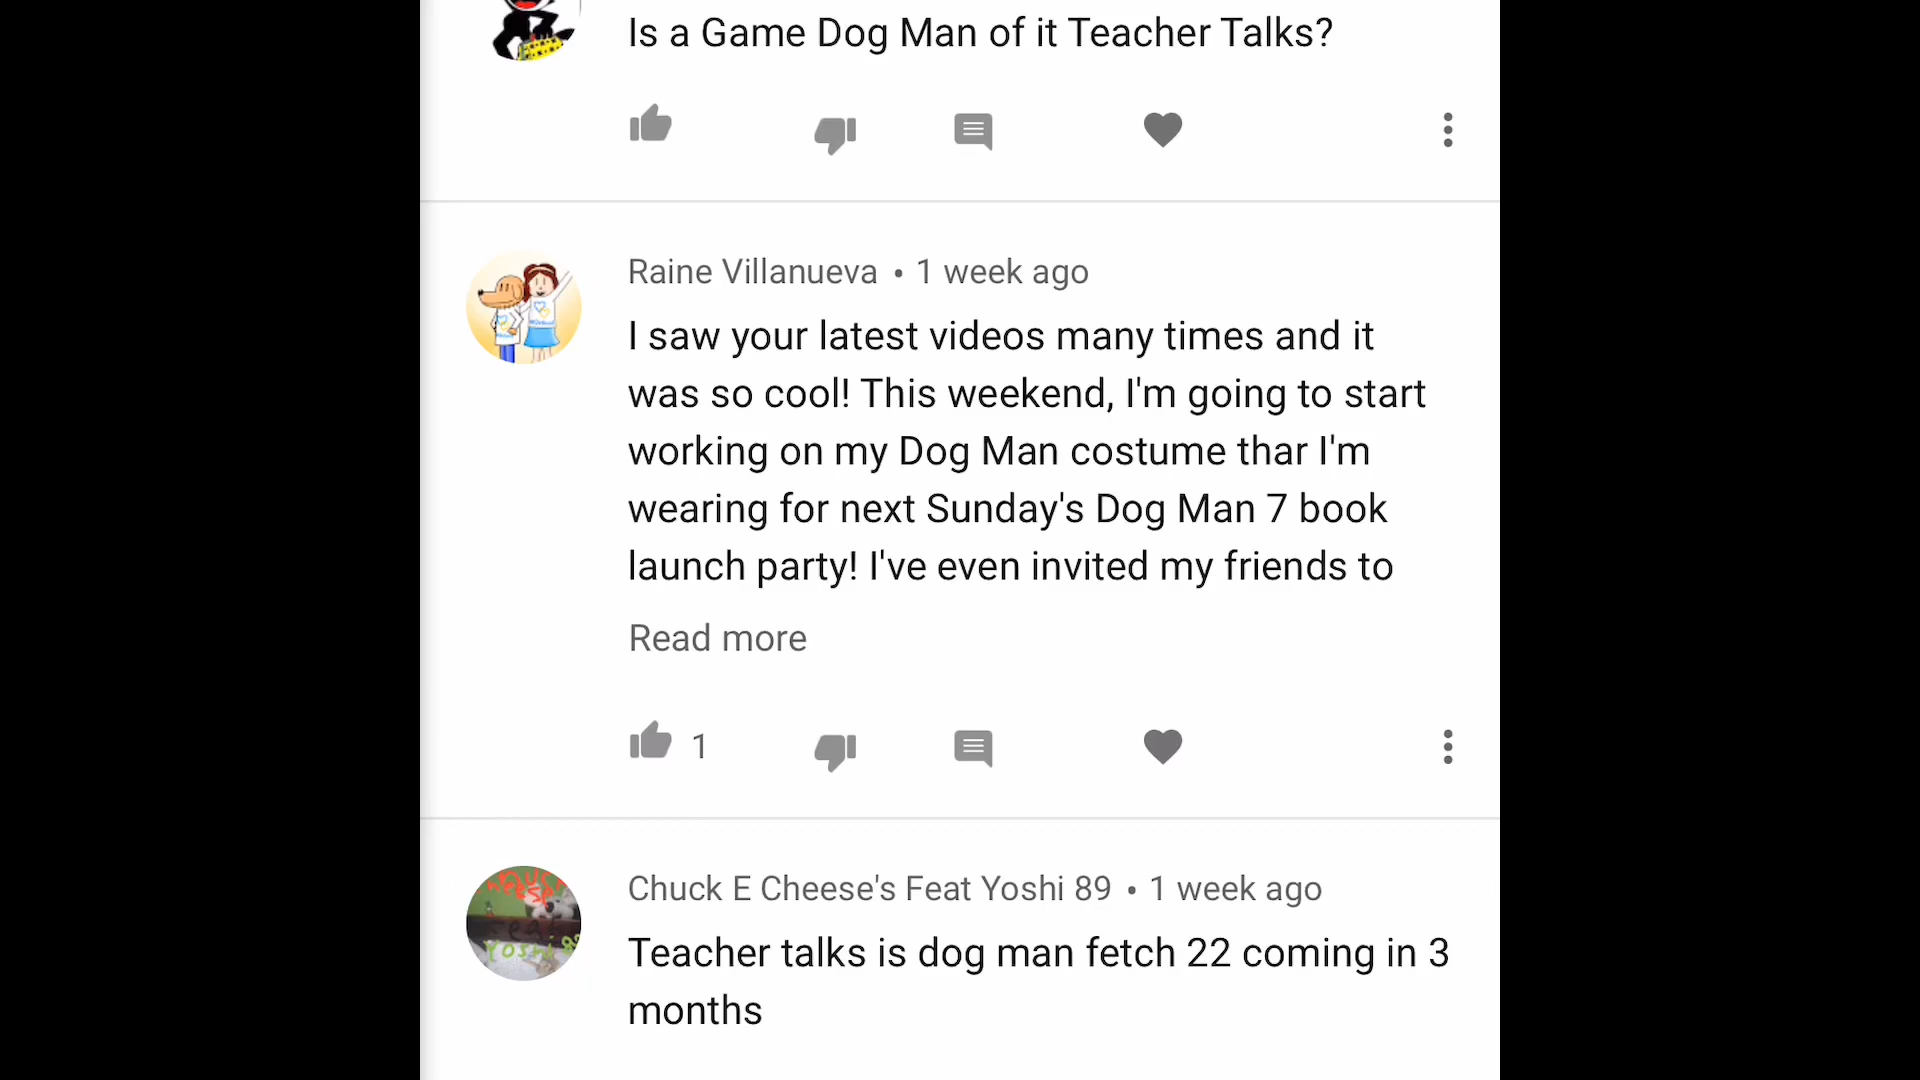 Is a Game Dog Man of it Teacher Talks?
Raine Villanueva • 1 week ago
I saw your latest videos many times and it
was so cool! This weekend, I'm going to start
working on my Dog Man costume thar I'm
wearing for next Sunday's Dog Man 7 book
launch party! I've even invited my friends to
Read more
1
Chuck E Cheese's Feat Yoshi 89 • 1 week ago
Teacher talks is dog man fetch 22 coming in 3
months